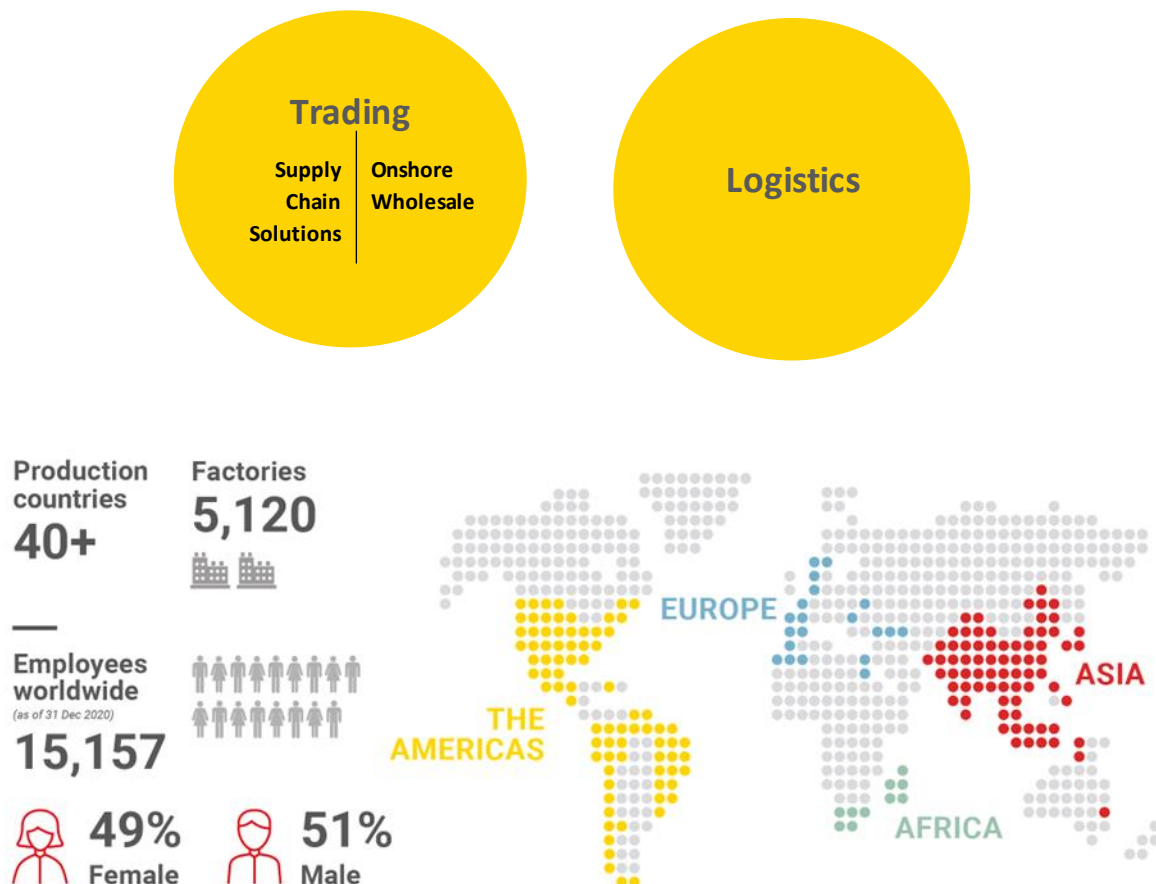 Trading
Supply
Chain
Solutions
Onshore
Wholesale
Logistics
Production
countries
40+
Factories
5,120
Employees
worldwide
(as of 31 Dec 2020)
15,157
49%
Female
51%
Male
THE
AMERICAS
EUROPE
AFRICA
ASIA